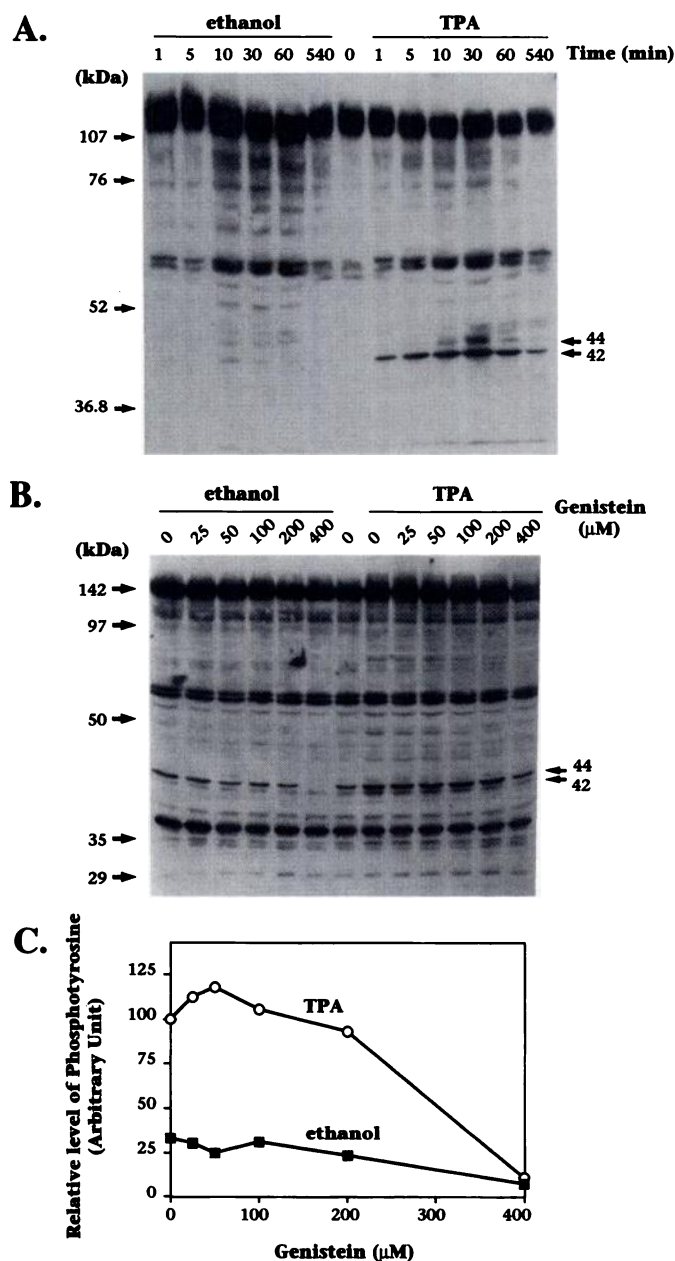 A.
ethanol TPA
1 5 10 30 60 540 0 1 5 10 30 60 540 Time (min)
(kDa)
107
76
52
44
42
36.8
B.
ethanol TPA
Genistein
(μM)
0 25 50 100 200 400 0 0 25 50 100 200 400
(kDa)
142
97
50
44
42
35
29
C.
Relative level of Phosphotyrosine
(Arbitrary Unit)
125
100
75
50
25
0
TPA
ethanol
0 100 200 300 400
Genistein (μM)